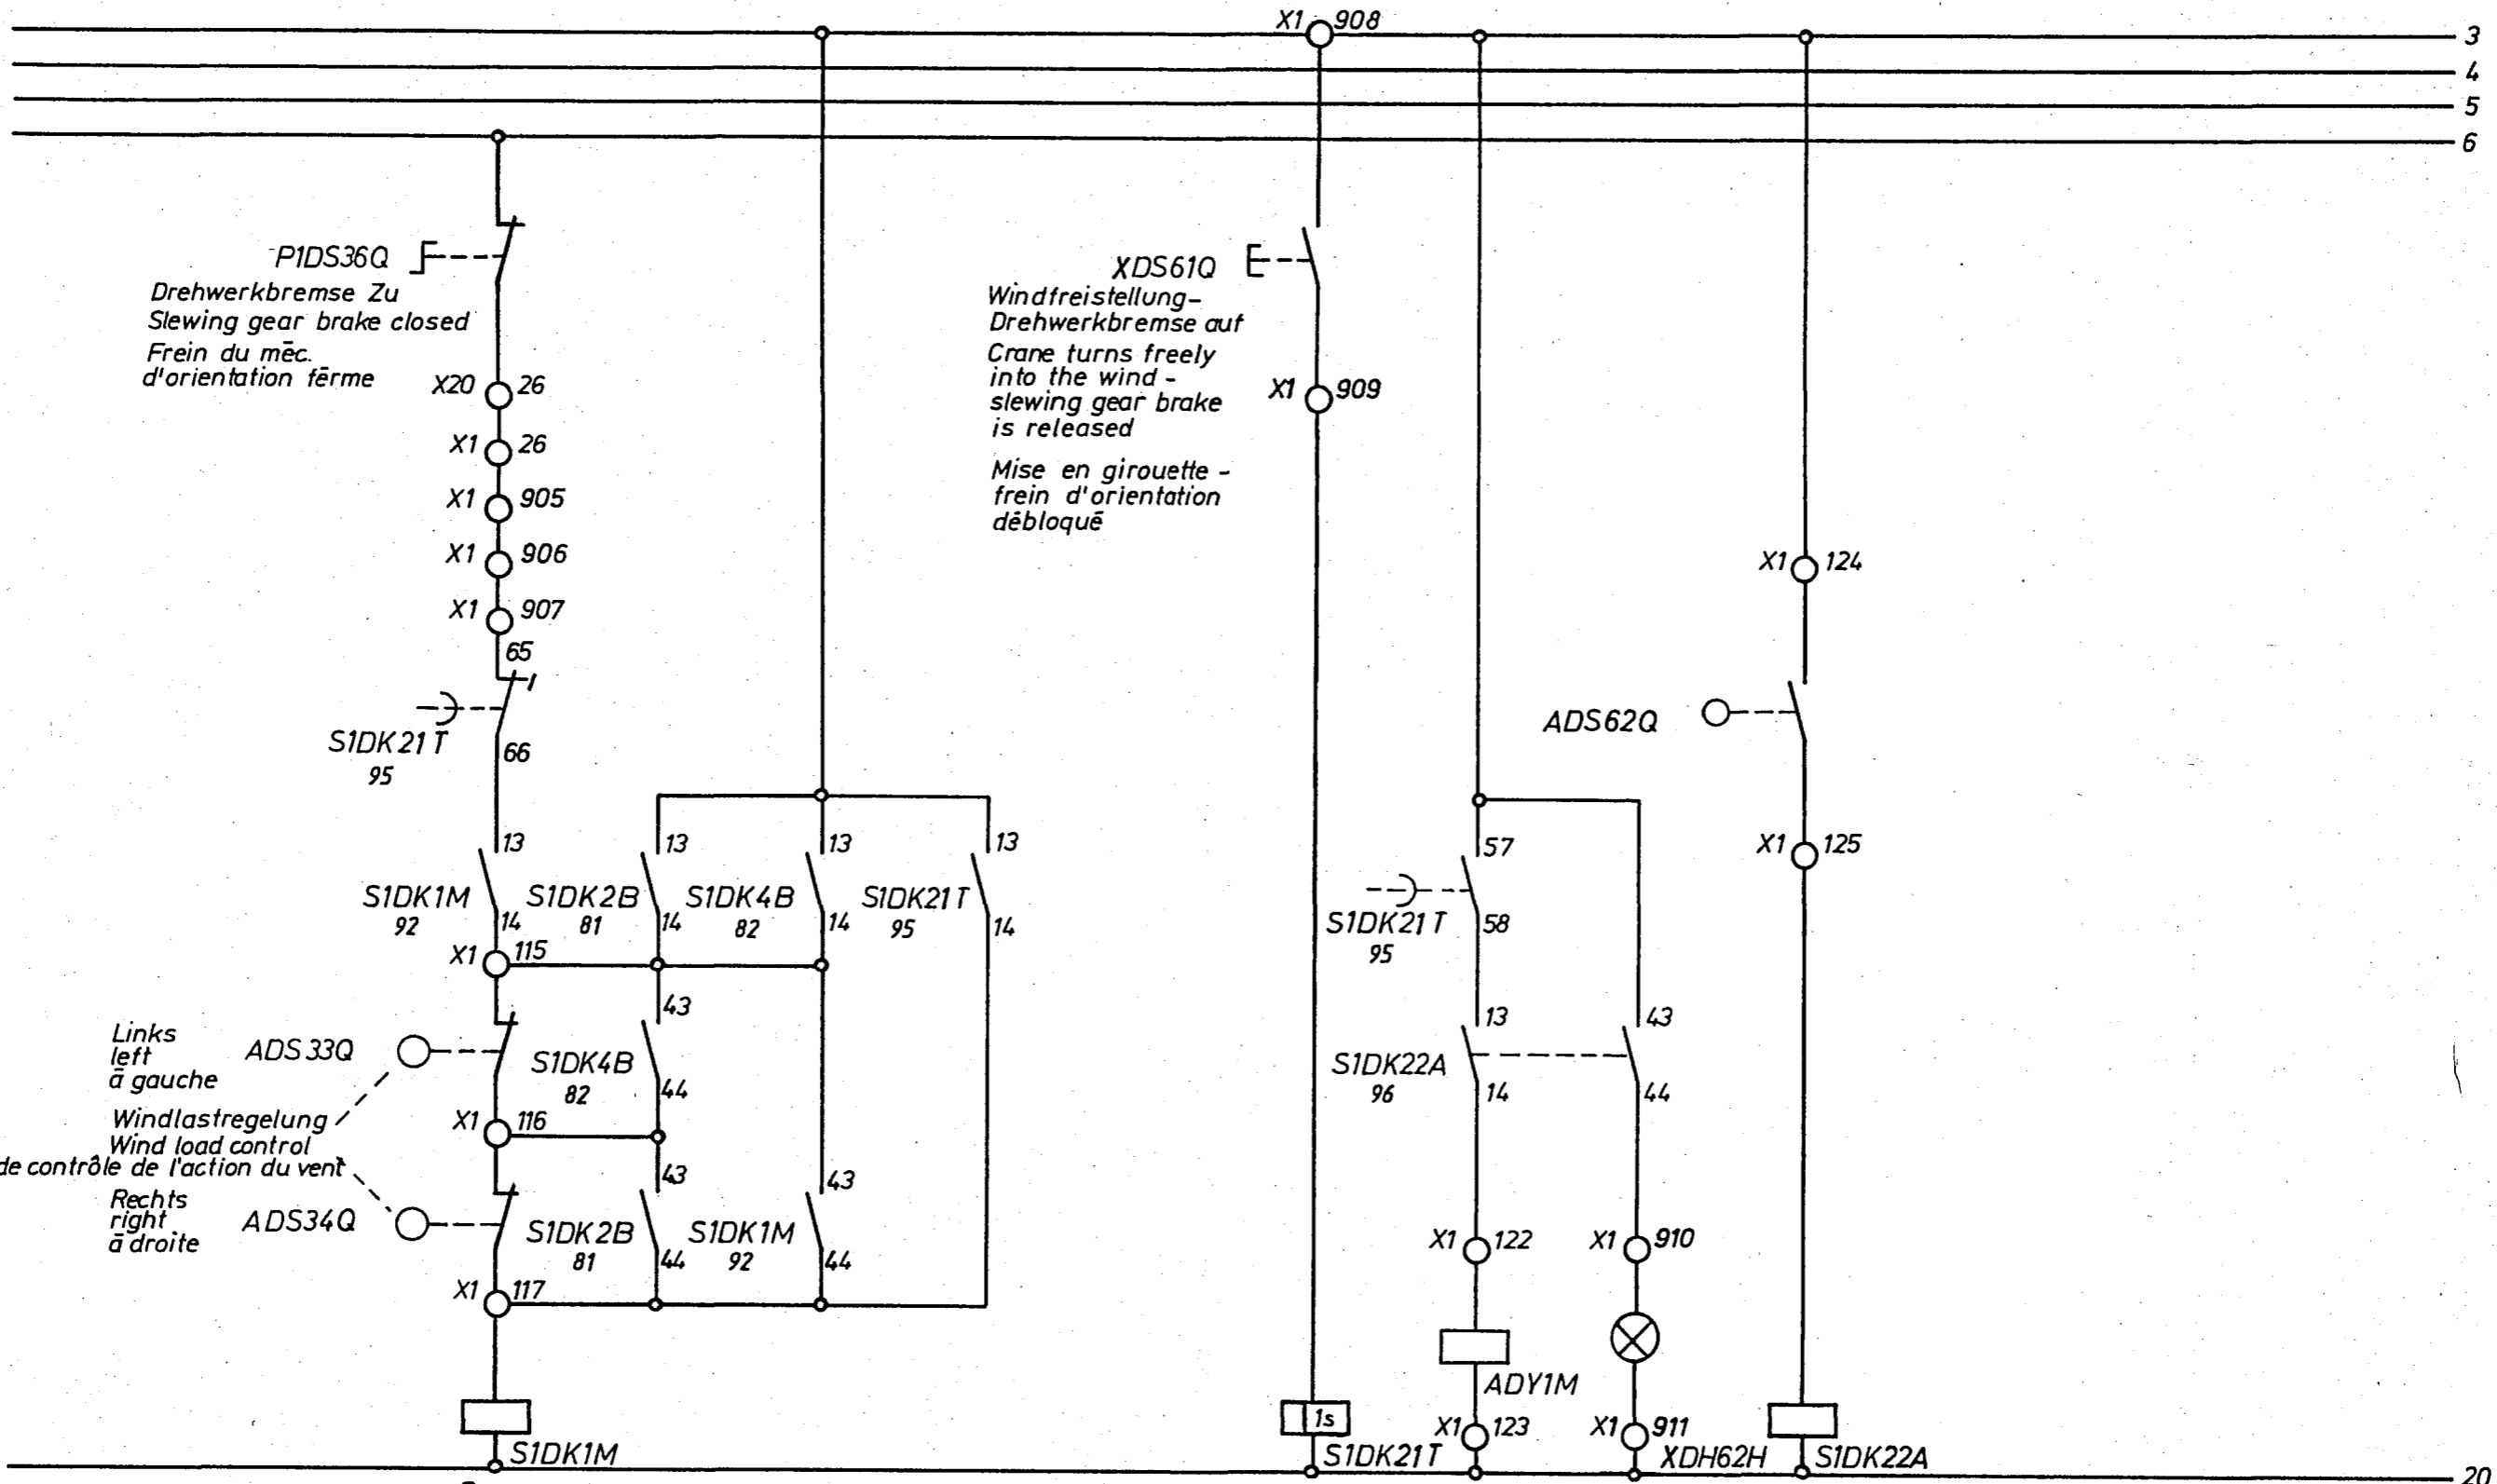 X1 908
3
4
5
6
P1DS36Q
Drehwerkbremse Zu
Slewing gear brake closed
Frein du mēc.
d'orientation fērme
X20 26
X1 26
X1 905
X1 906
X1 907
65
S1DK21T
95
66
13
S1DK1M
92
14
13
S1DK2B
81
14
13
S1DK4B
82
14
13
S1DK21T
95
14
X1 115
Links
left
ā gauche
ADS33Q
43
S1DK4B
82
44
Windlastregelung
Wind load control
de contrôle de l'action du vent
X1 116
Rechts
right
ā droite
ADS34Q
43
S1DK2B
81
44
43
S1DK1M
92
44
X1 117
S1DK1M
XDS61Q
Windfreistellung-
Drehwerkbremse auf
Crane turns freely
into the wind -
slewing gear brake
is released
Mise en girouette -
frein d'orientation
dēbloquē
X1 909
1s
S1DK21T
57
S1DK21T
95
58
13
S1DK22A
96
14
43
44
X1 122
X1 910
ADY1M
X1 123
X1 911
XDH62H
X1 124
ADS62Q
X1 125
S1DK22A
20